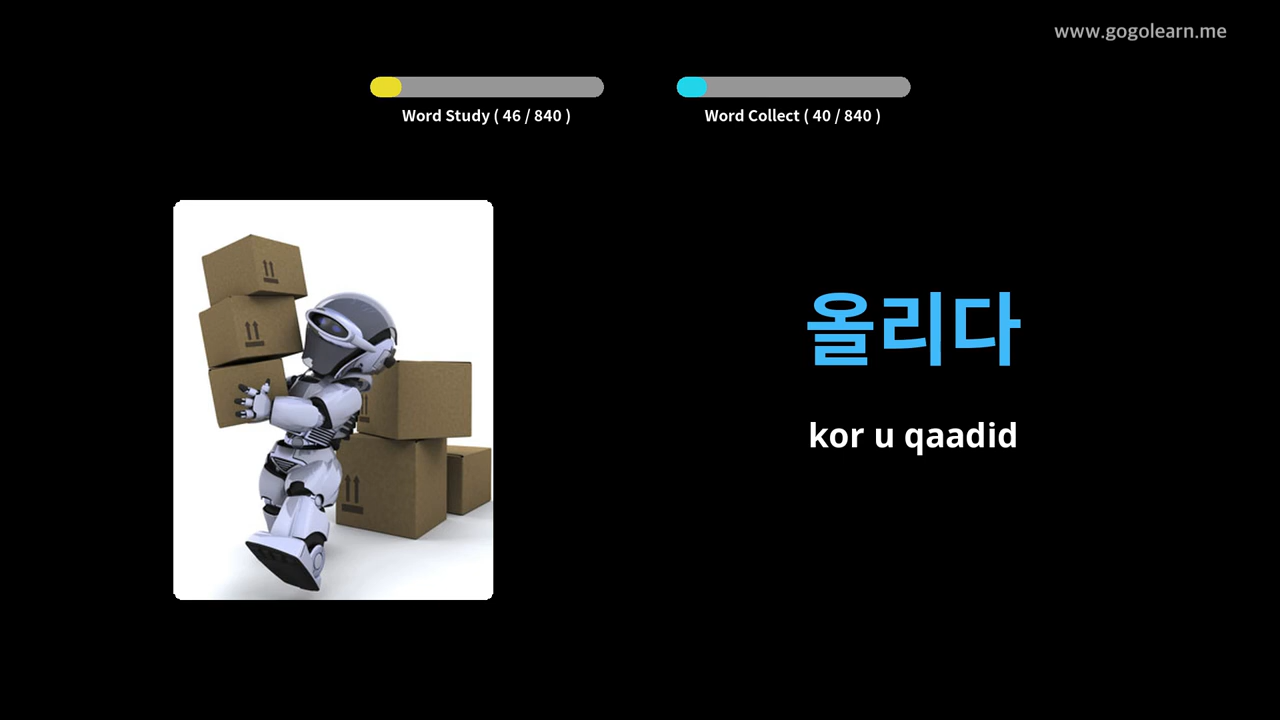 www.gogolearn.me
Word Study ( 46 / 840 )
Word Collect ( 40 / 840 )
올리다
kor u qaadid